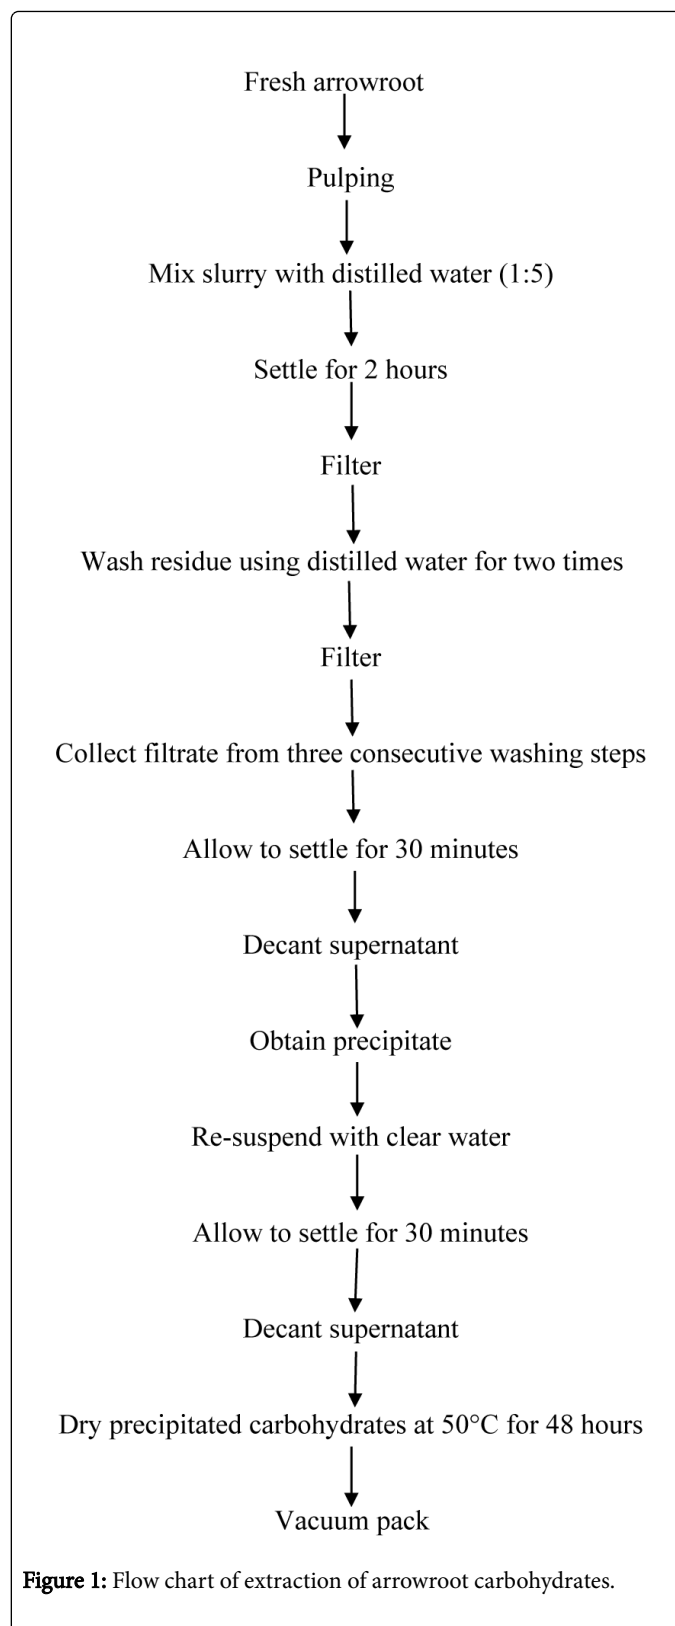 Fresh arrowroot
Pulping
Mix slurry with distilled water (1:5)
Settle for 2 hours
Filter
Wash residue using distilled water for two times
Filter
Collect filtrate from three consecutive washing steps
Allow to settle for 30 minutes
Decant supernatant
Obtain precipitate
Re-suspend with clear water
Allow to settle for 30 minutes
Decant supernatant
Dry precipitated carbohydrates at 50°C for 48 hours
Vacuum pack
Figure 1: Flow chart of extraction of arrowroot carbohydrates.